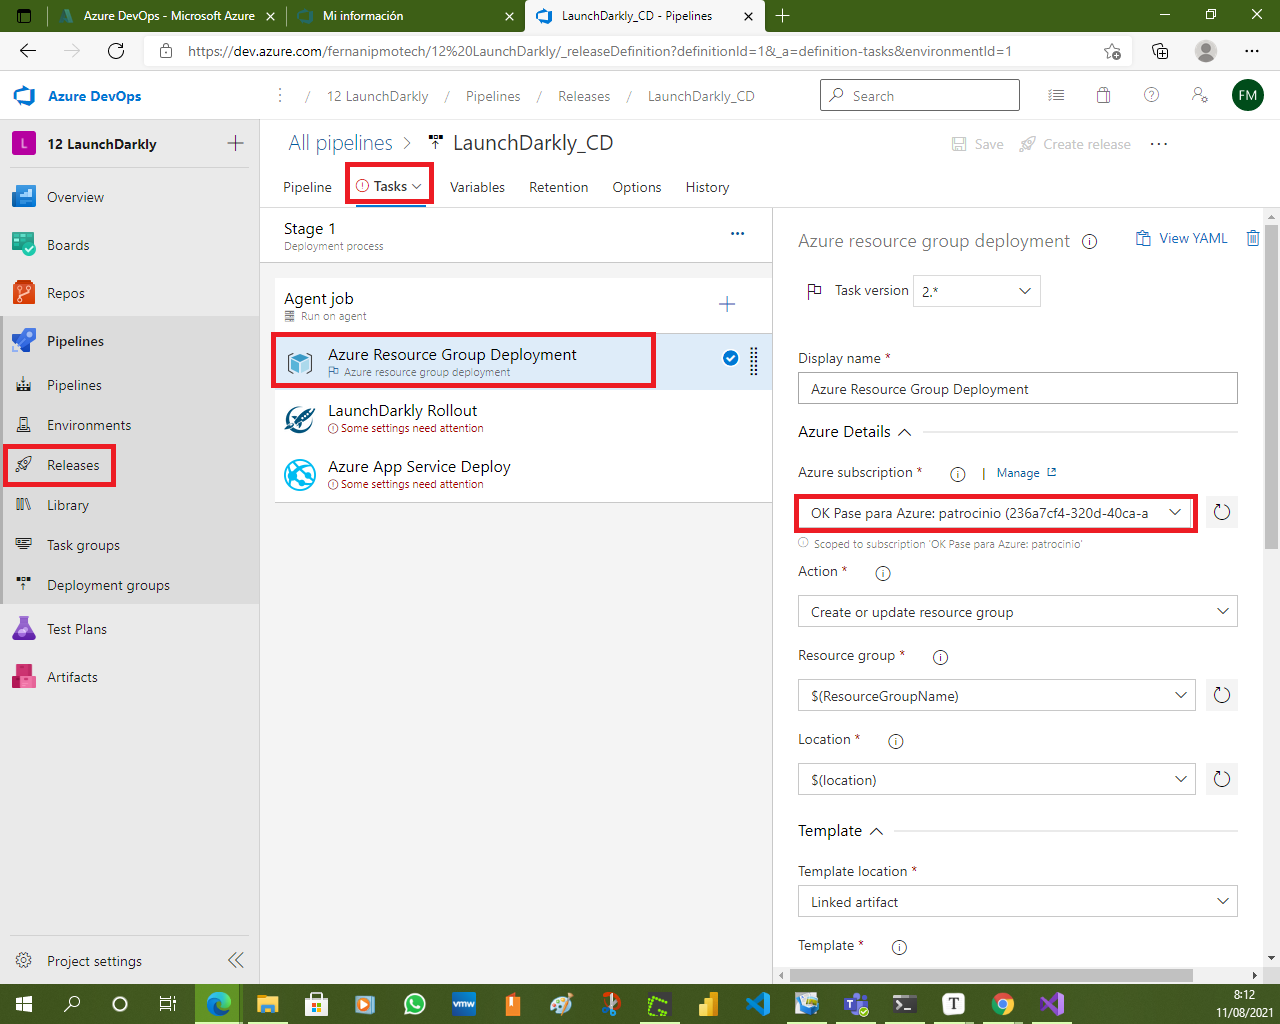 Azure DevOps - Microsoft Azure
Mi información
LaunchDarkly_CD - Pipelines
https://dev.azure.com/fernanipmotech/12%20LaunchDarkly/_releaseDefinition?definitionId=1&_a=definition-tasks&environmentId=1
Azure DevOps
/ 12 LaunchDarkly / Pipelines / Releases / LaunchDarkly_CD
Search
FM
L
12 LaunchDarkly
Overview
Boards
Repos
Pipelines
Pipelines
Environments
Releases
Library
Task groups
Deployment groups
Test Plans
Artifacts
Project settings
All pipelines > LaunchDarkly_CD
Save
Create release
Pipeline
Tasks
Variables
Retention
Options
History
Stage 1
Deployment process
Agent job
Run on agent
Azure Resource Group Deployment
Azure resource group deployment
LaunchDarkly Rollout
Some settings need attention
Azure App Service Deploy
Some settings need attention
Azure resource group deployment
View YAML
Task version 2.*
Display name *
Azure Resource Group Deployment
Azure Details
Azure subscription * | Manage
OK Pase para Azure: patrocinio (236a7cf4-320d-40ca-a
Scoped to subscription 'OK Pase para Azure: patrocinio'
Action *
Create or update resource group
Resource group *
$(ResourceGroupName)
Location *
$(location)
Template
Template location *
Linked artifact
Template *
vmw
T
8:12
11/08/2021